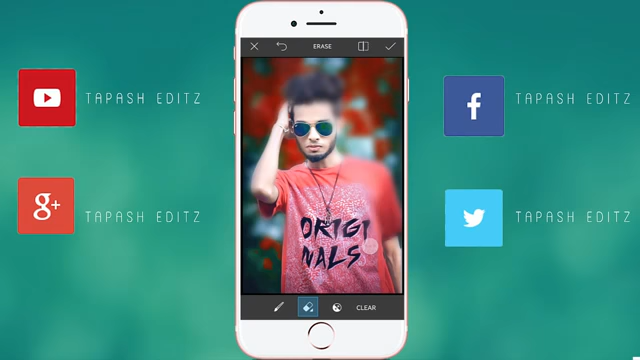 ERASE
TAPASH EDITZ
TAPASH EDITZ
f
ORIGI
NALS
g+
TAPASH EDITZ
TAPASH EDITZ
CLEAR